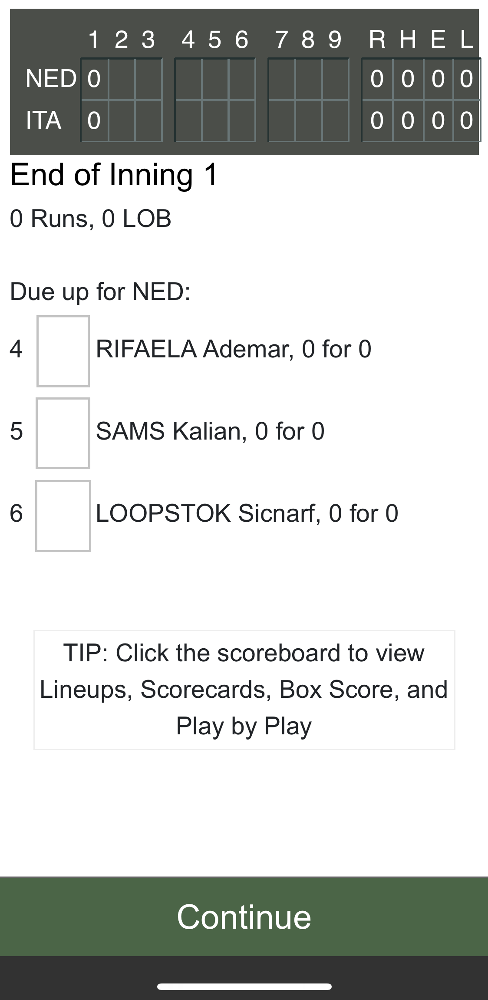 1 2 3 4 5 6 7 8 9 R H E L
NED 0 0 0 0 0
ITA 0 0 0 0 0
End of Inning 1
0 Runs, 0 LOB
Due up for NED:
4 RIFAELA Ademar, 0 for 0
5 SAMS Kalian, 0 for 0
6 LOOPSTOK Sicnarf, 0 for 0
TIP: Click the scoreboard to view
Lineups, Scorecards, Box Score, and
Play by Play
Continue